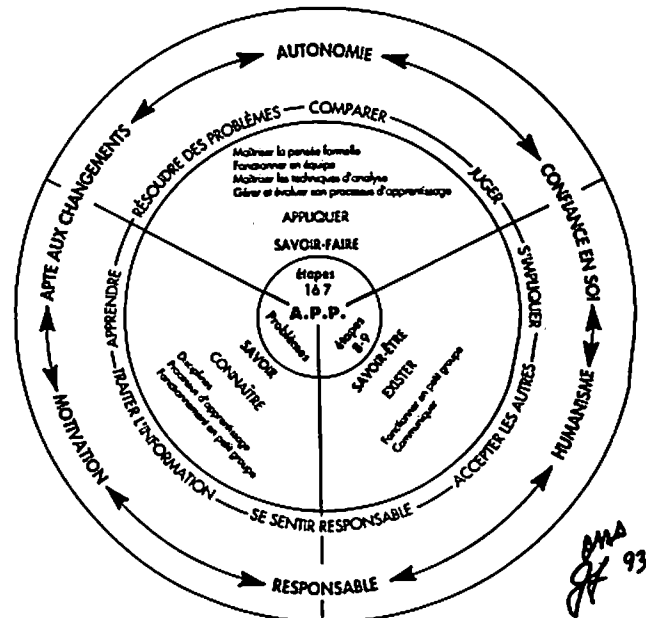 AUTONOMIE
CONFIANCE EN SOI
HUMANISME
RESPONSABLE
MOTIVATION
APTE AUX CHANGEMENTS
RÉSOUDRE DES PROBLÈMES — COMPARER
JUGER
S'IMPLIQUER
ACCEPTER LES AUTRES
SE SENTIR RESPONSABLE
TRAITER L'INFORMATION
APPRENDRE
Maîtriser la pensée formelle
Fonctionner en équipe
Maîtriser les techniques d'analyse
Gérer et évaluer son processus d'apprentissage
APPLIQUER
SAVOIR-FAIRE
étapes
1 à 7
A.P.P.
Problèmes
étapes
8-9
SAVOIR
CONNAÎTRE
Disciplines
Processus d'apprentissage
Fonctionnement en petit groupe
SAVOIR-ÊTRE
EXISTER
Fonctionner en petit groupe
Communiquer
93